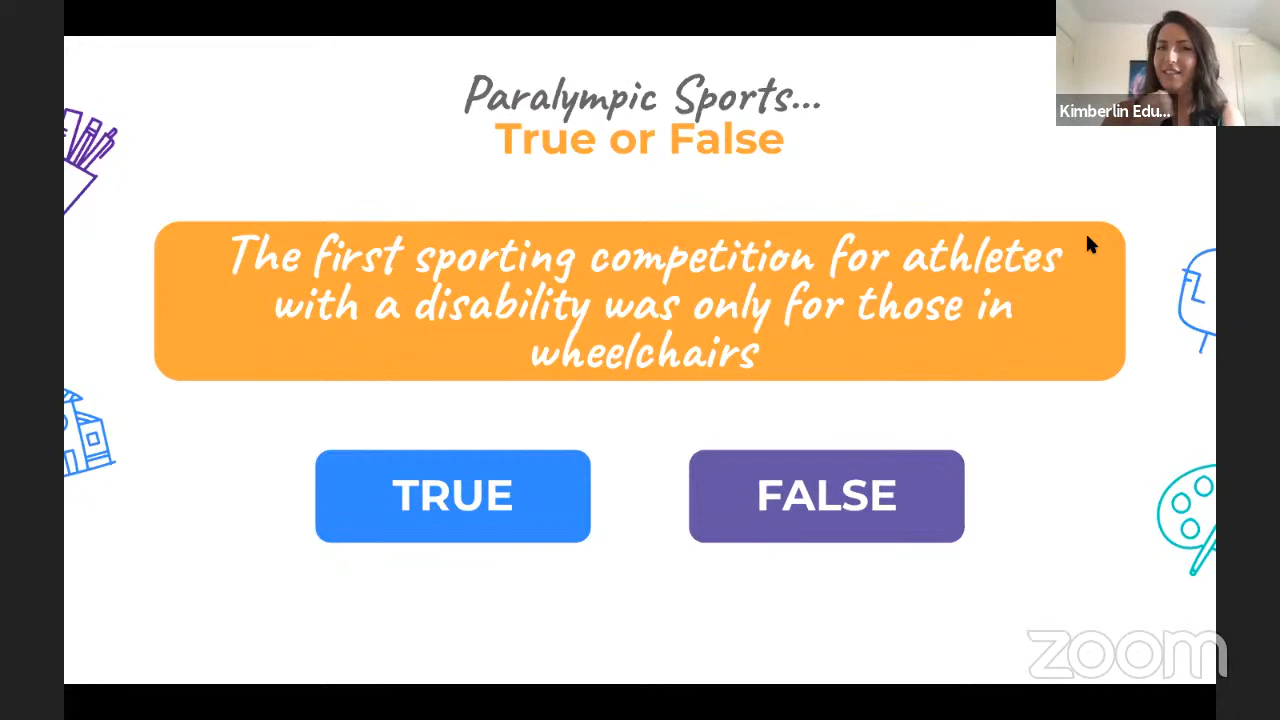 Paralympic Sports...
True or False
Kimberlin Edu...
The first sporting competition for athletes
with a disability was only for those in
wheelchairs
TRUE
FALSE
zoom